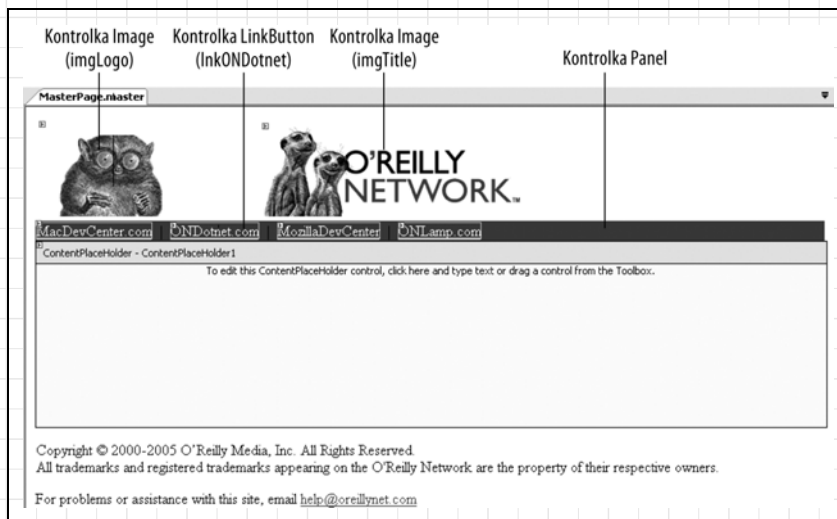 Kontrolka Image
(imgLogo)
Kontrolka LinkButton
(lnkONDotnet)
Kontrolka Image
(imgTitle)
Kontrolka Panel
MasterPage.master
O'REILLY
NETWORK™
MacDevCenter.com | ONDotnet.com | MozillaDevCenter | ONLamp.com
ContentPlaceHolder - ContentPlaceHolder1
To edit this ContentPlaceHolder control, click here and type text or drag a control from the Toolbox.
Copyright © 2000-2005 O'Reilly Media, Inc. All Rights Reserved.
All trademarks and registered trademarks appearing on the O'Reilly Network are the property of their respective owners.
For problems or assistance with this site, email help@oreillynet.com